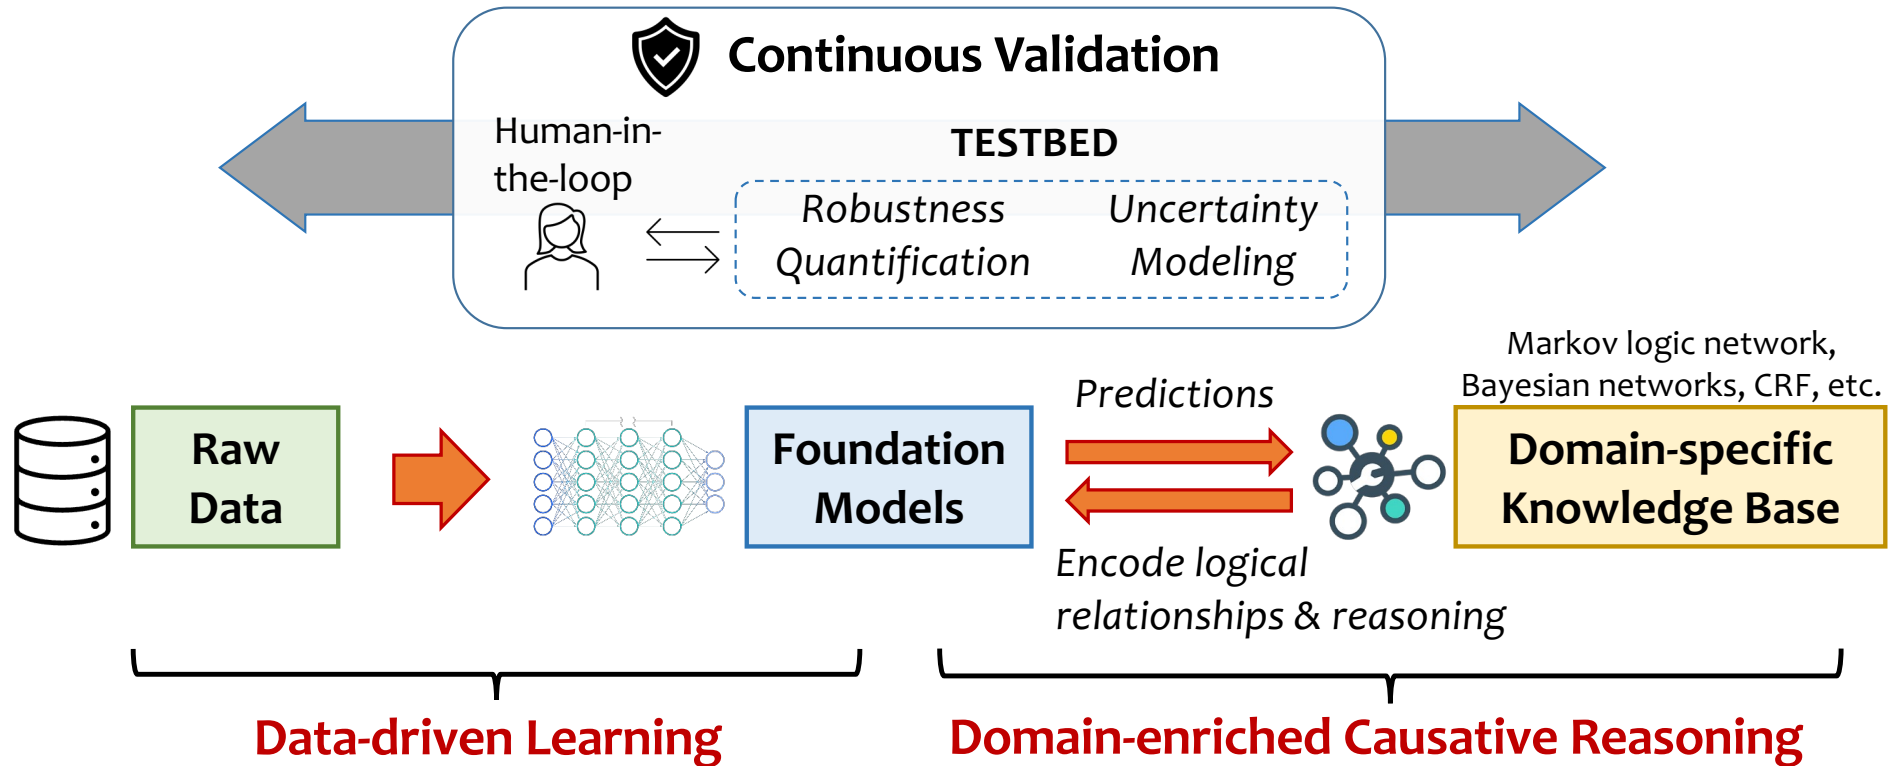 Continuous Validation
Human-in-
the-loop
TESTBED
Robustness
Quantification
Uncertainty
Modeling
Markov logic network,
Bayesian networks, CRF, etc.
Raw
Data
Foundation
Models
Predictions
Encode logical
relationships & reasoning
Domain-specific
Knowledge Base
Data-driven Learning
Domain-enriched Causative Reasoning